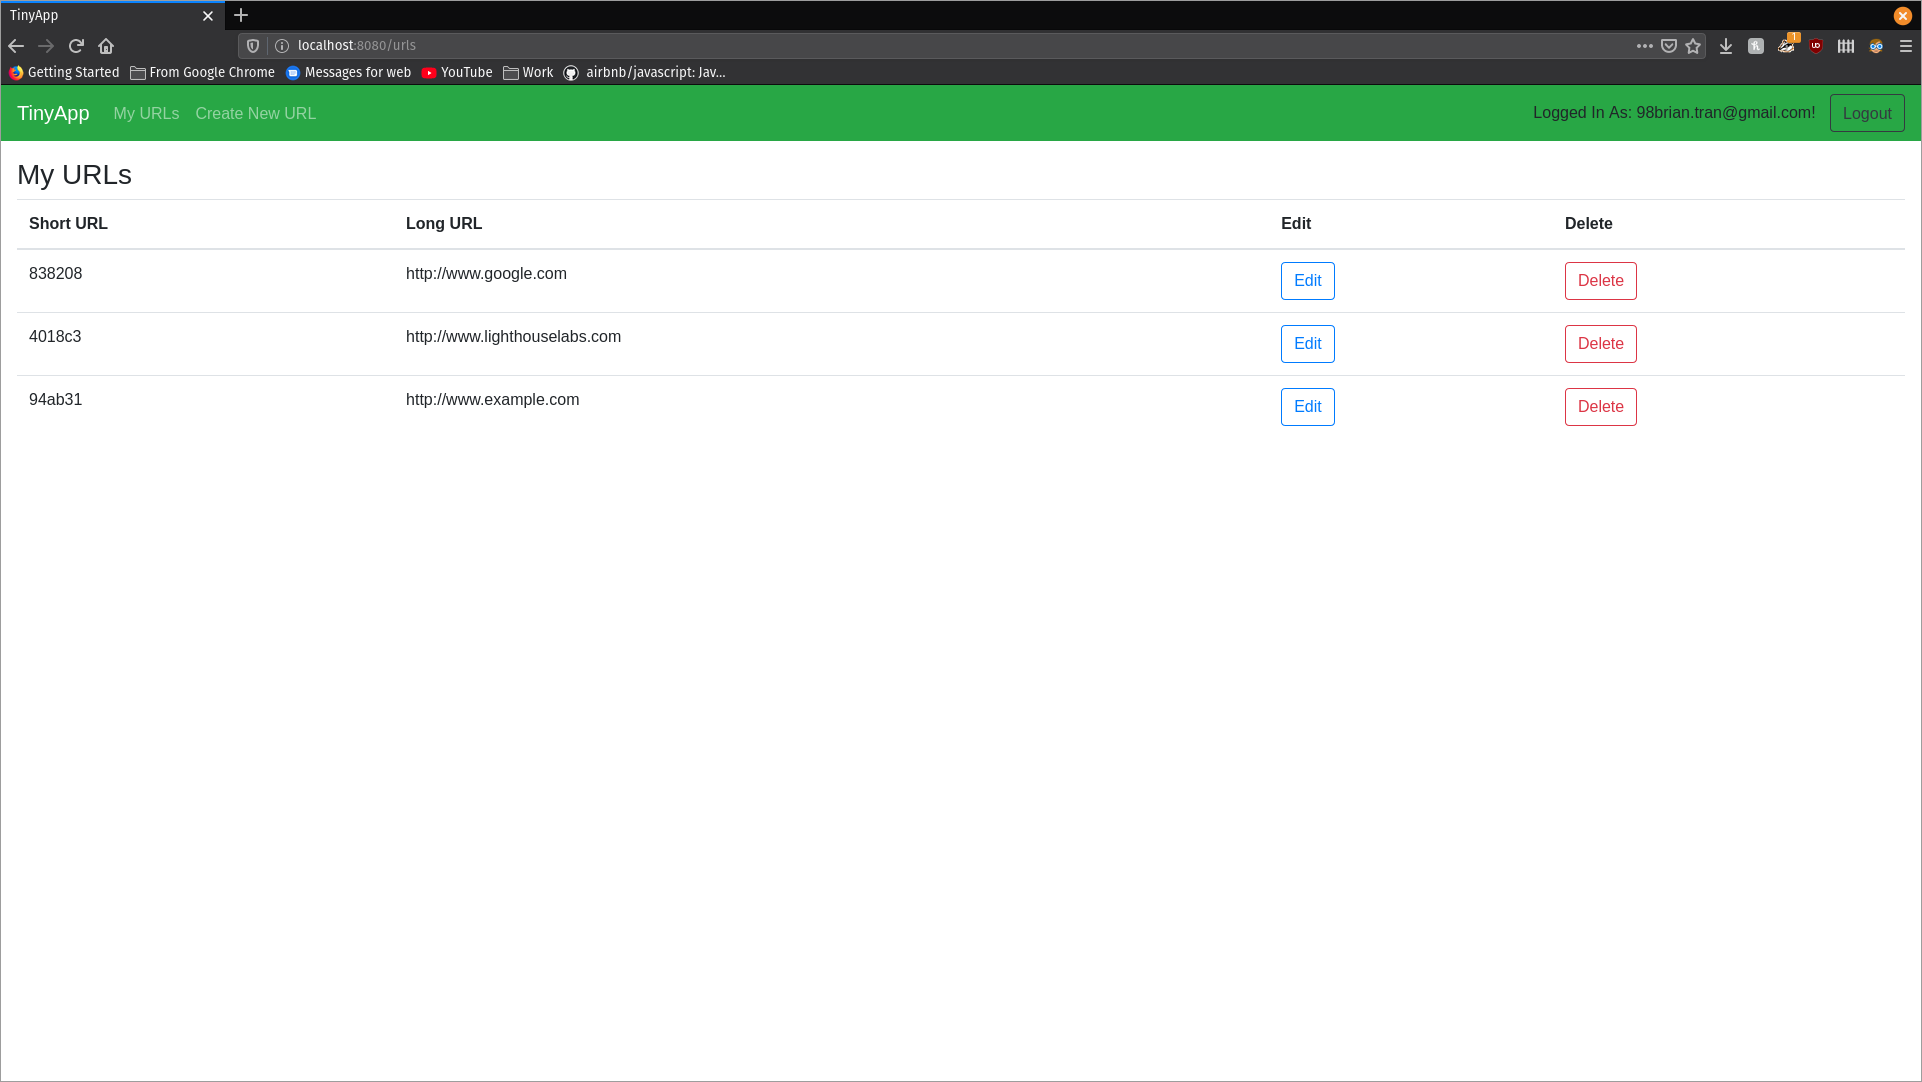 TinyApp
localhost:8080/urls
1
Getting Started From Google Chrome Messages for web YouTube Work airbnb/javascript: Jav...
TinyApp My URLs Create New URL Logged In As: 98brian.tran@gmail.com! Logout
My URLs
Short URL Long URL Edit Delete
838208 http://www.google.com Edit Delete
4018c3 http://www.lighthouselabs.com Edit Delete
94ab31 http://www.example.com Edit Delete